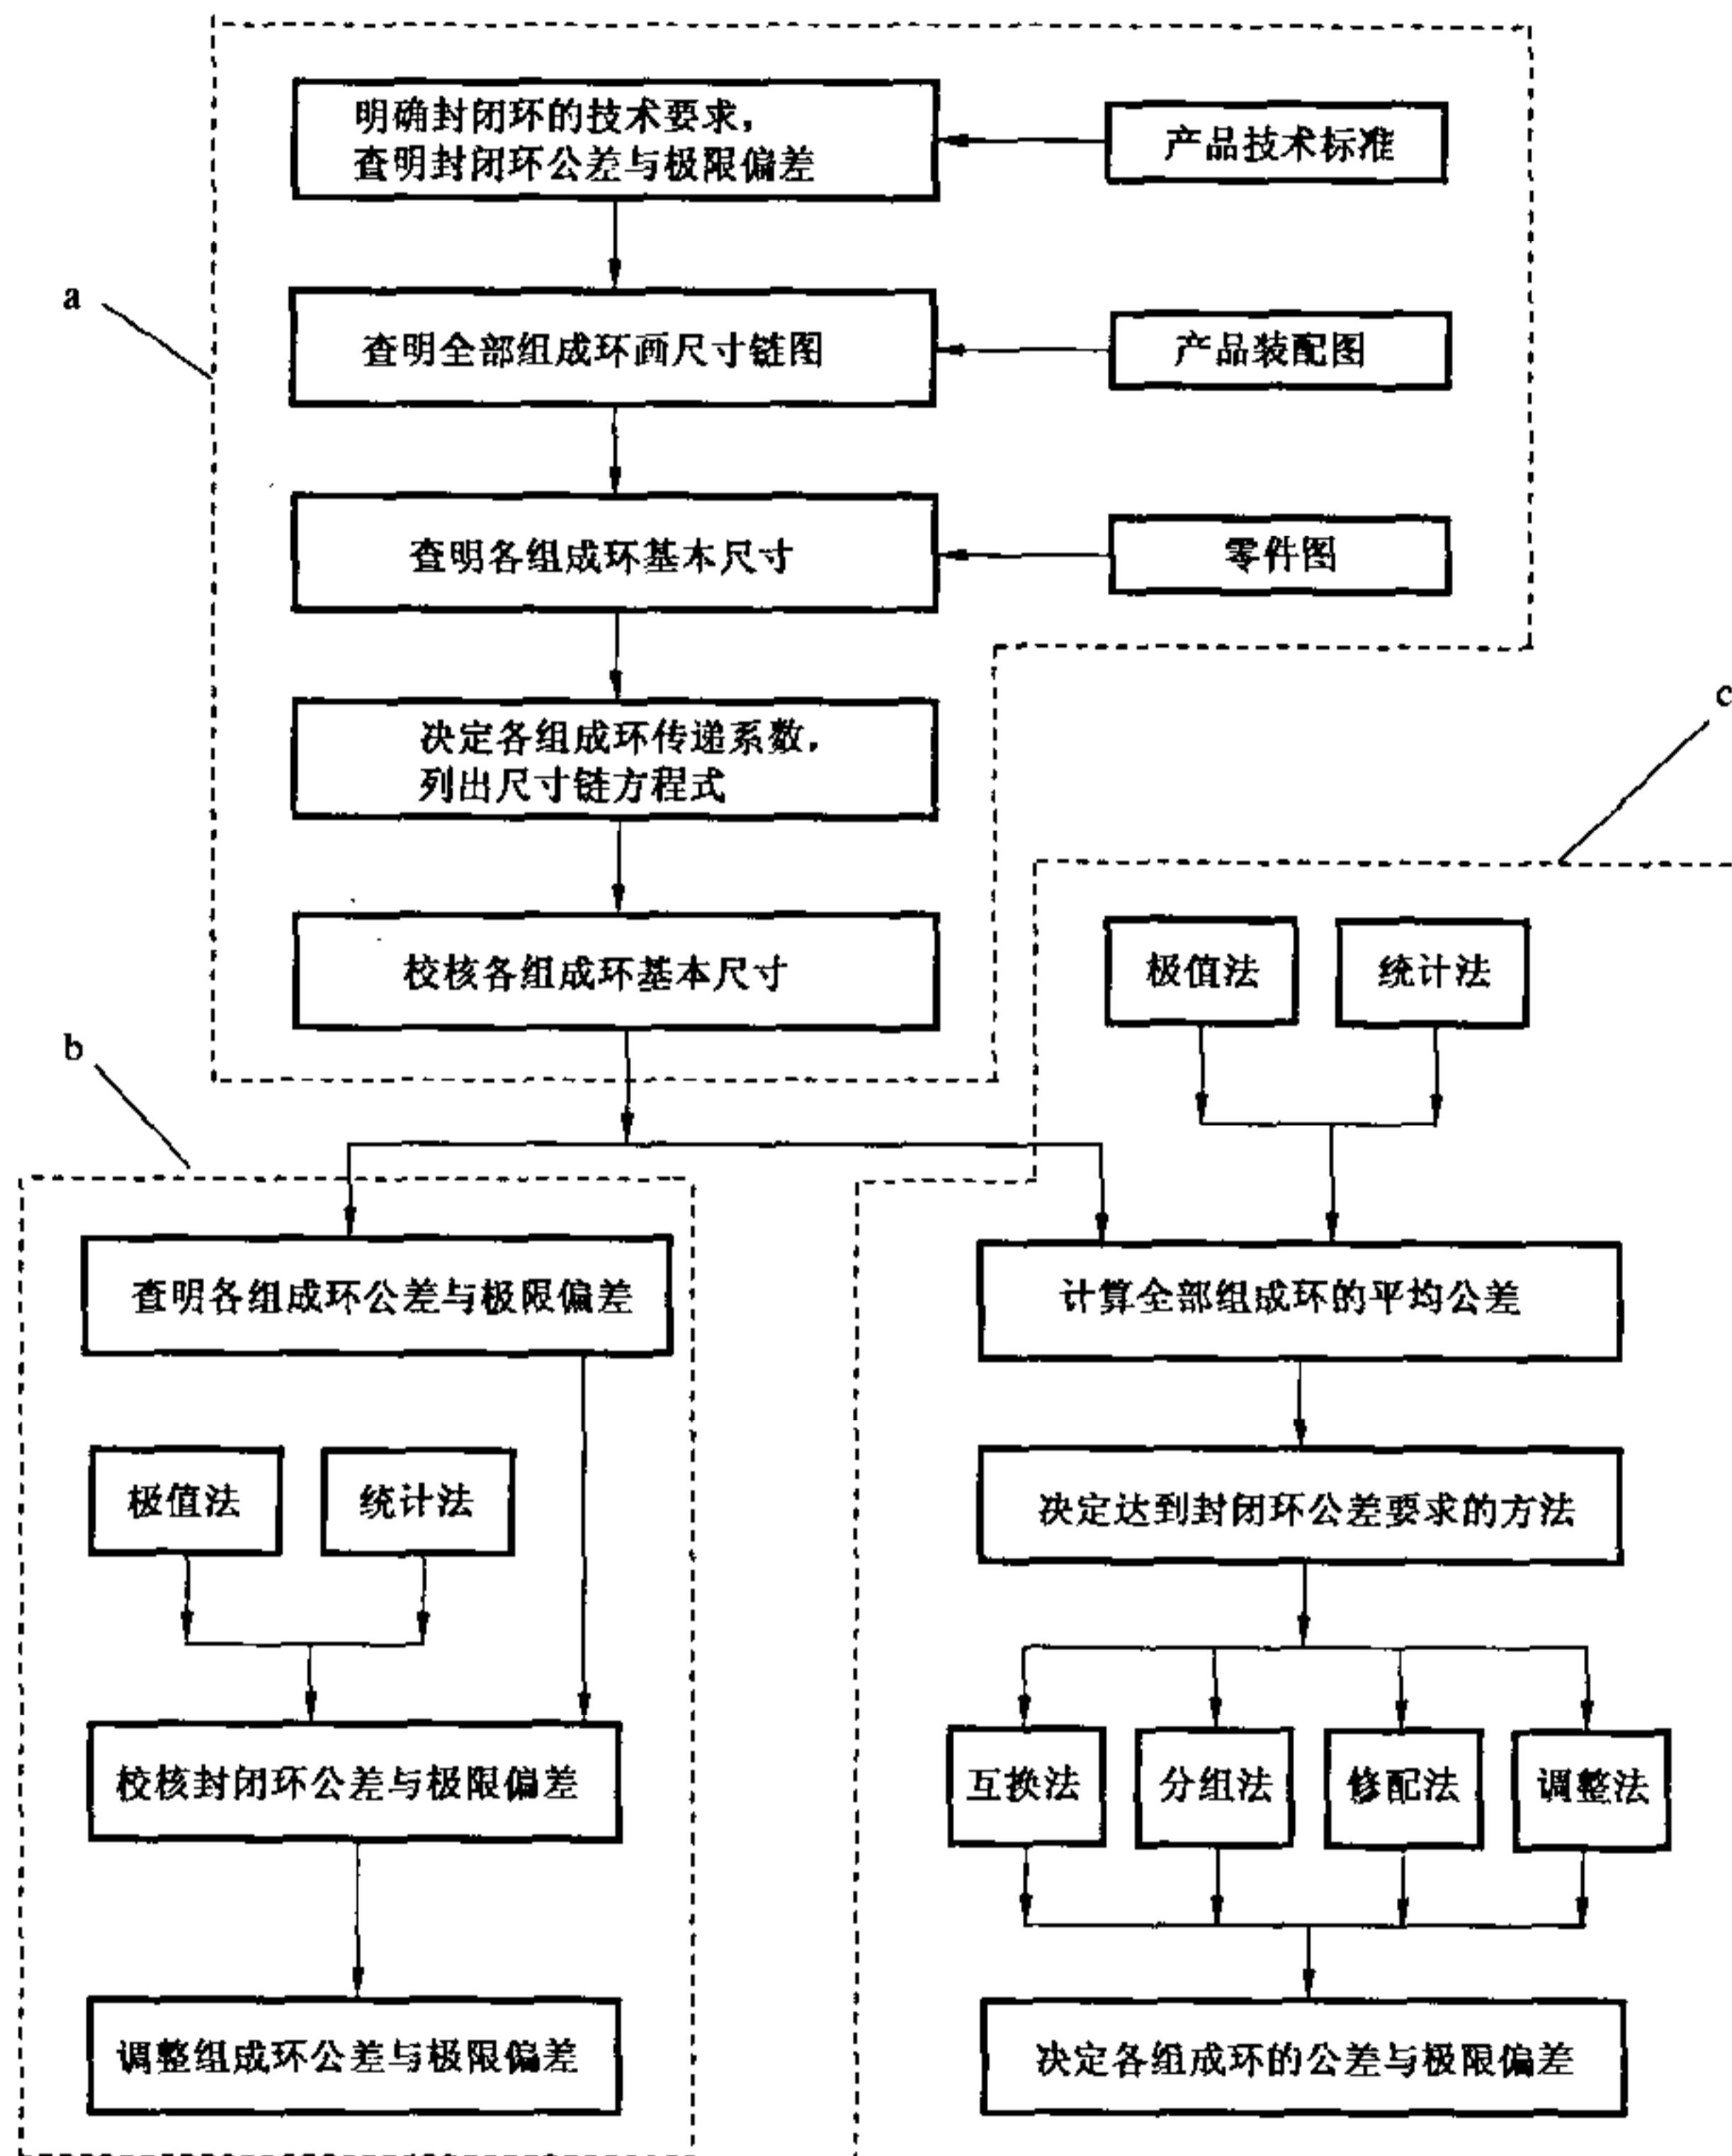 明确封闭环的技术要求，
查明封闭环公差与极限偏差
产品技术标准
a
查明全部组成环画尺寸链图
产品装配图
查明各组成环基本尺寸
零件图
决定各组成环传递系数，
列出尺寸链方程式
c
校核各组成环基本尺寸
极值法
统计法
b
查明各组成环公差与极限偏差
计算全部组成环的平均公差
极值法
统计法
决定达到封闭环公差要求的方法
校核封闭环公差与极限偏差
互换法
分组法
修配法
调整法
调整组成环公差与极限偏差
决定各组成环的公差与极限偏差